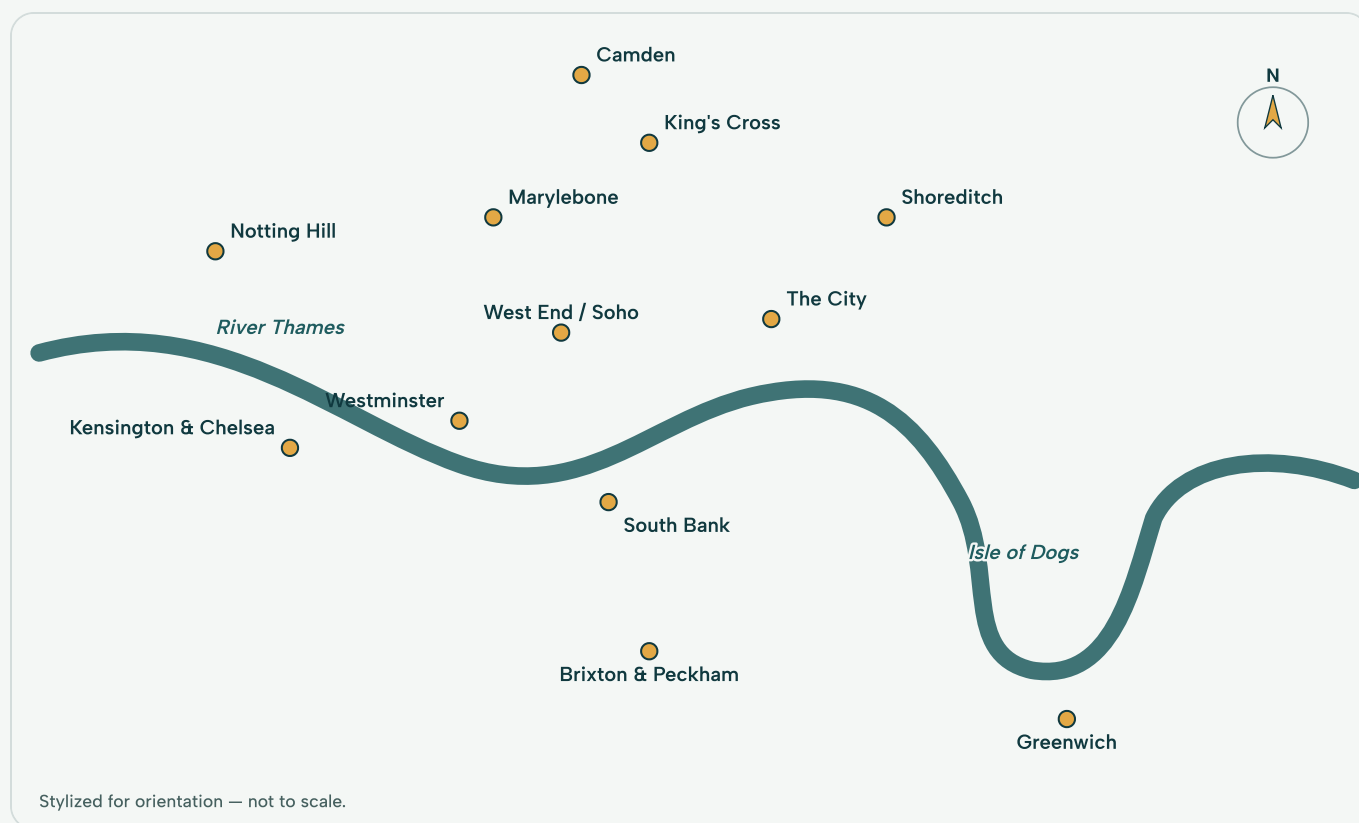 Camden
N
King's Cross
Marylebone
Shoreditch
Notting Hill
The City
West End / Soho
River Thames
Westminster
Kensington & Chelsea
South Bank
Isle of Dogs
Brixton & Peckham
Greenwich
Stylized for orientation — not to scale.